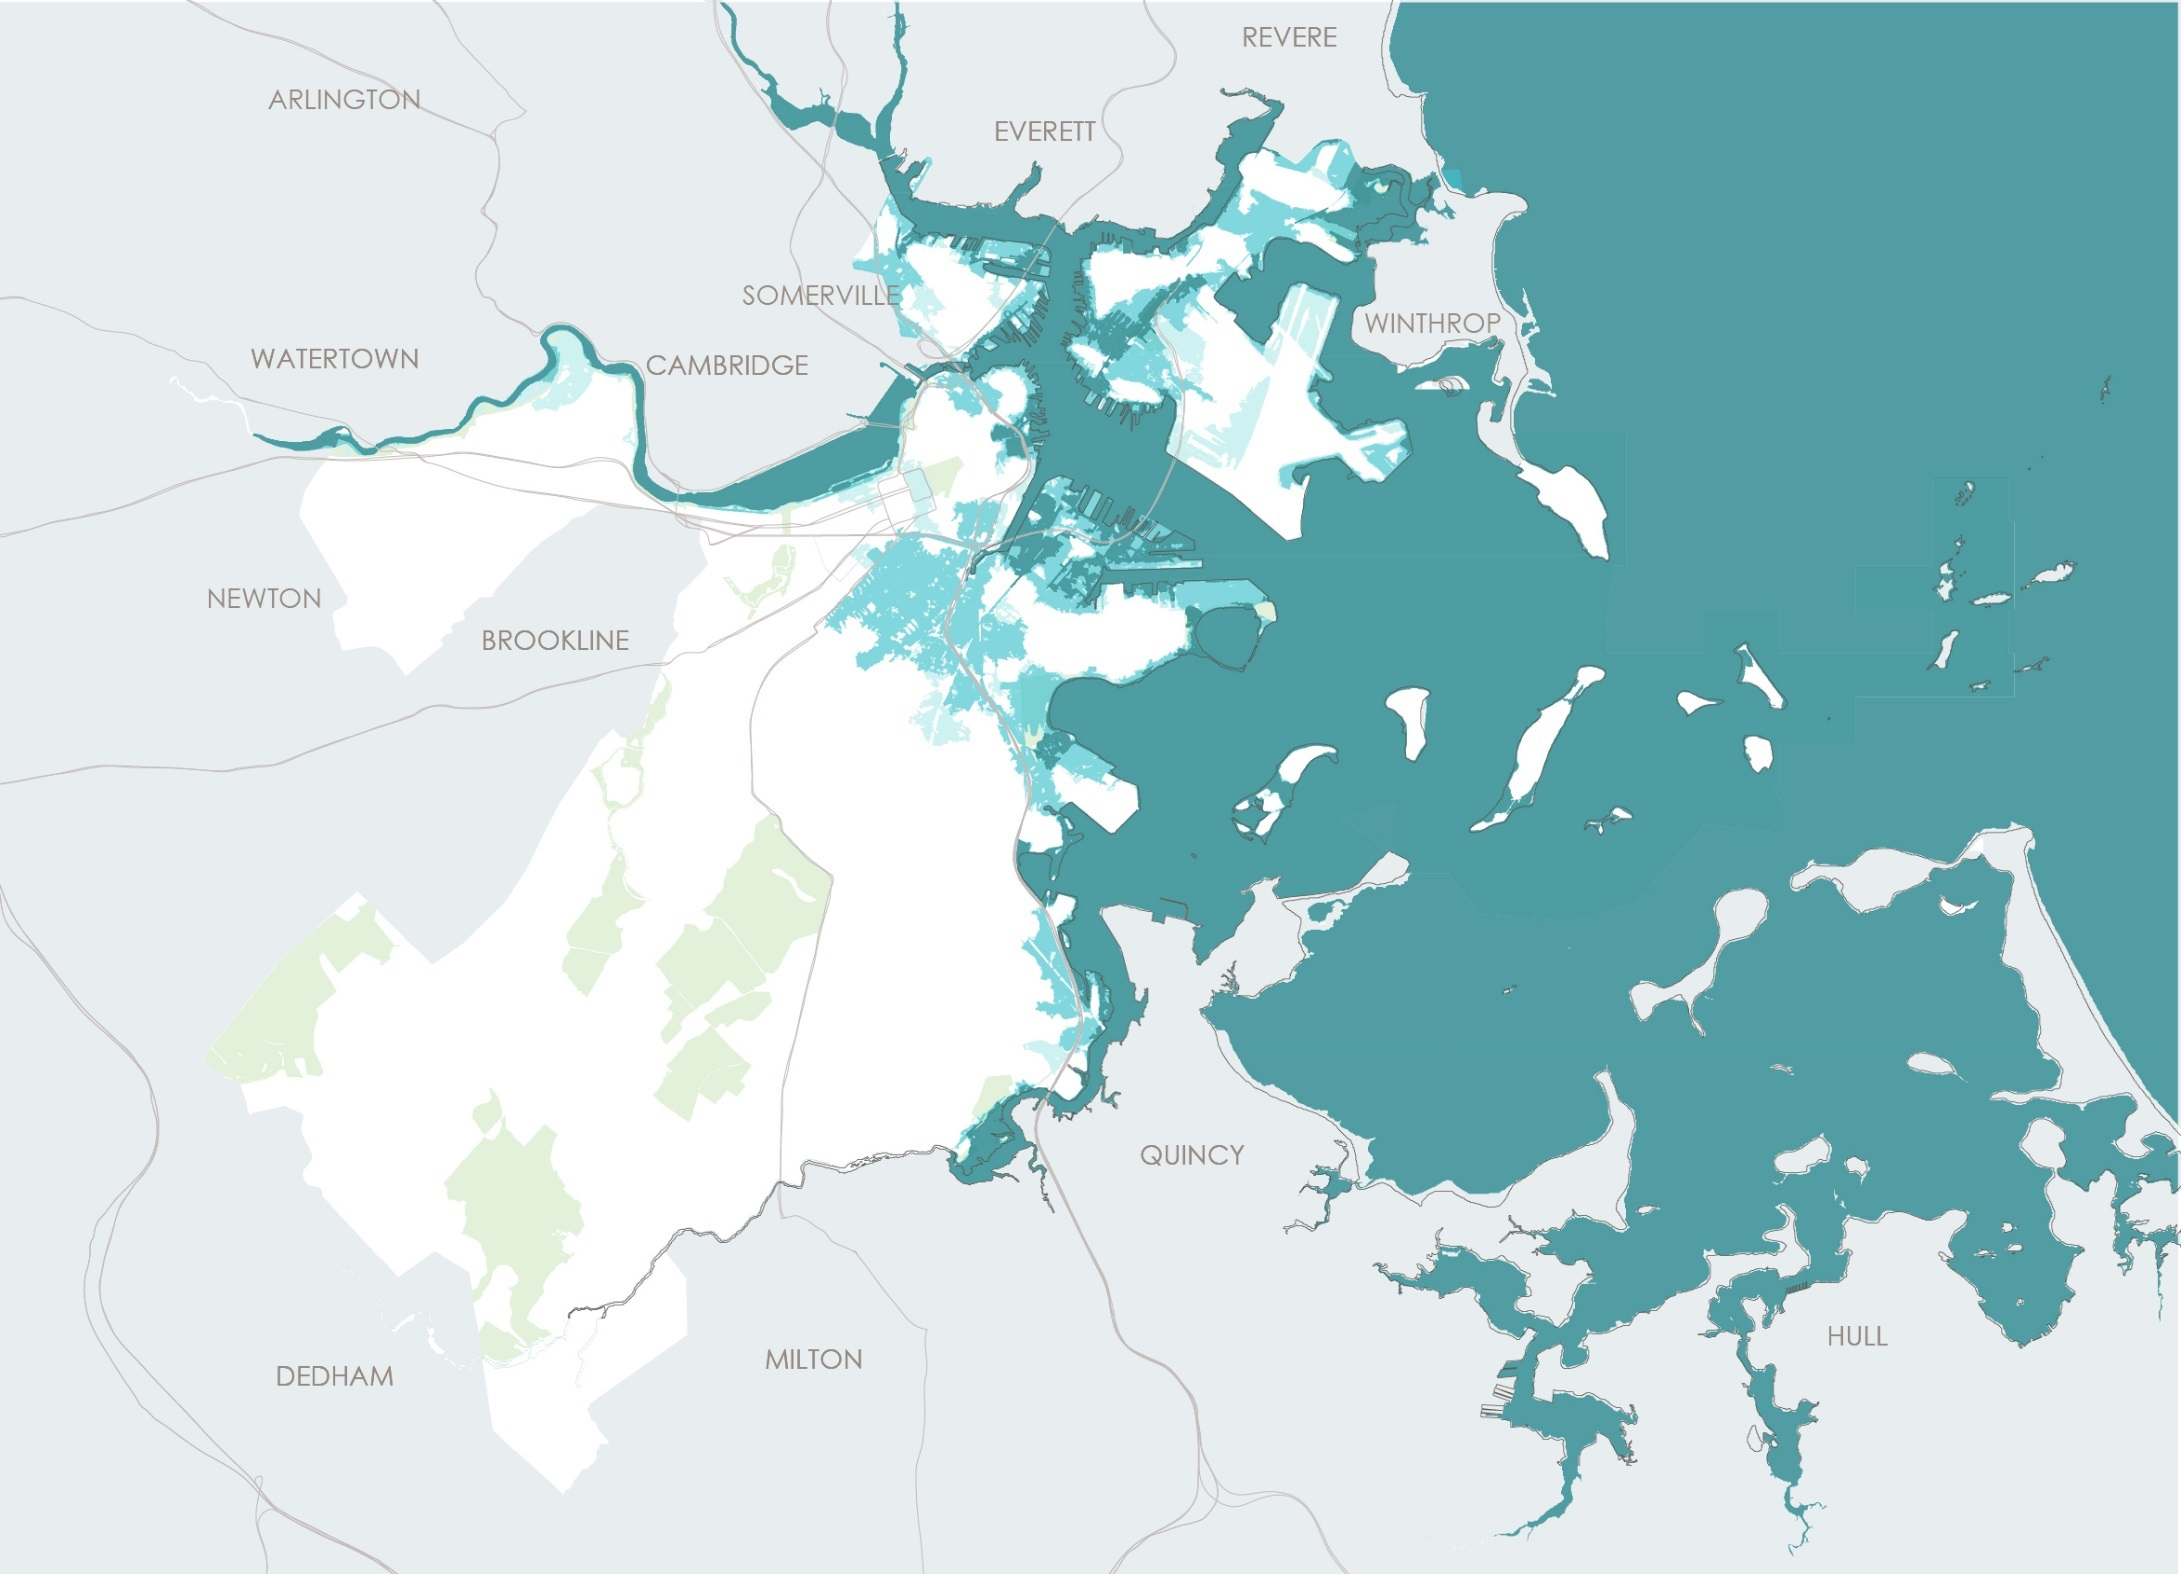 REVERE
ARLINGTON
EVERETT
SOMERVILLE
WINTHROP
WATERTOWN
CAMBRIDGE
NEWTON
BROOKLINE
QUINCY
HULL
MILTON
DEDHAM